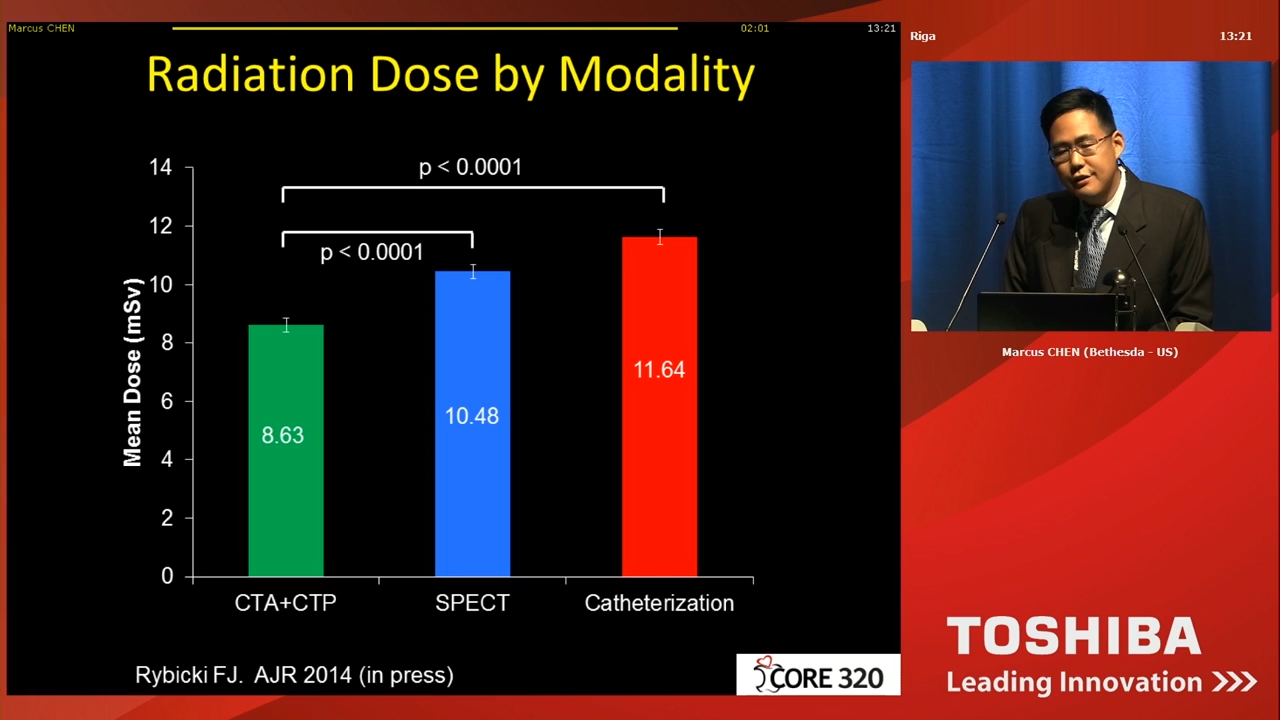 Marcus CHEN
02:01
13:21
Radiation Dose by Modality
Mean Dose (mSv)
14
12
10
8
6
4
2
0
p < 0.0001
p < 0.0001
8.63
10.48
11.64
CTA+CTP
SPECT
Catheterization
Rybicki FJ. AJR 2014 (in press)
CORE 320
Riga
13:21
Marcus CHEN (Bethesda - US)
TOSHIBA
Leading Innovation >>>